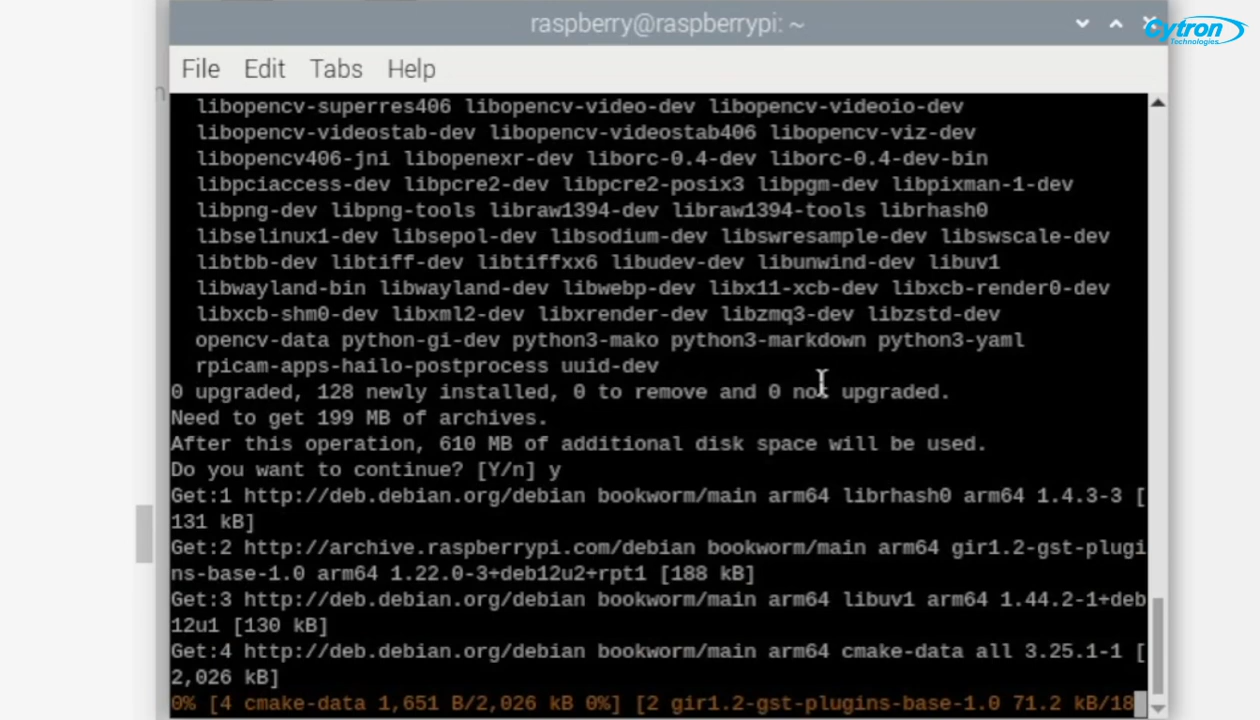 raspberry@raspberrypi: ~
Cytron
Technologies
File Edit Tabs Help
libopencv-superres406 libopencv-video-dev libopencv-videoio-dev
libopencv-videostab-dev libopencv-videostab406 libopencv-viz-dev
libopencv406-jni libopenexr-dev liborc-0.4-dev liborc-0.4-dev-bin
libpciaccess-dev libpcre2-dev libpcre2-posix3 libpgm-dev libpixman-1-dev
libpng-dev libpng-tools libraw1394-dev libraw1394-tools librhash0
libselinux1-dev libsepol-dev libsodium-dev libswresample-dev libswscale-dev
libtbb-dev libtiff-dev libtiffxx6 libudev-dev libunwind-dev libuv1
libwayland-bin libwayland-dev libwebp-dev libx11-xcb-dev libxcb-render0-dev
libxcb-shm0-dev libxml2-dev libxrender-dev libzmq3-dev libzstd-dev
opencv-data python-gi-dev python3-mako python3-markdown python3-yaml
rpicam-apps-hailo-postprocess uuid-dev
0 upgraded, 128 newly installed, 0 to remove and 0 not upgraded.
Need to get 199 MB of archives.
After this operation, 610 MB of additional disk space will be used.
Do you want to continue? [Y/n] y
Get:1 http://deb.debian.org/debian bookworm/main arm64 librhash0 arm64 1.4.3-3 [
131 kB]
Get:2 http://archive.raspberrypi.com/debian bookworm/main arm64 gir1.2-gst-plugi
ns-base-1.0 arm64 1.22.0-3+deb12u2+rpt1 [188 kB]
Get:3 http://deb.debian.org/debian bookworm/main arm64 libuv1 arm64 1.44.2-1+deb
12u1 [130 kB]
Get:4 http://deb.debian.org/debian bookworm/main arm64 cmake-data all 3.25.1-1 [
2,026 kB]
0% [4 cmake-data 1,651 B/2,026 kB 0%] [2 gir1.2-gst-plugins-base-1.0 71.2 kB/18